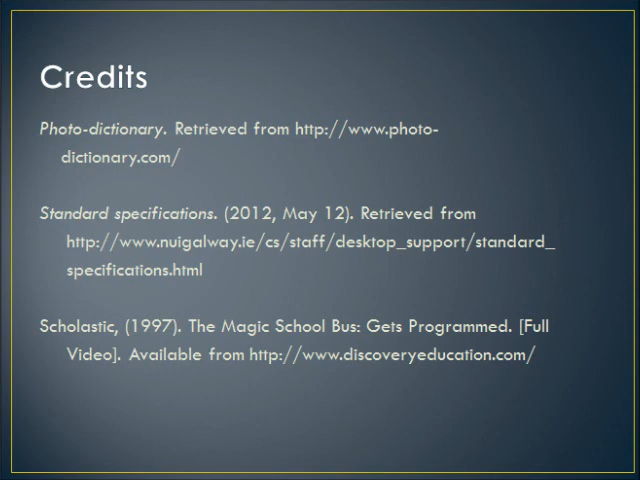 Credits
Photo-dictionary. Retrieved from http://www.photo-
dictionary.com/
Standard specifications. (2012, May 12). Retrieved from
http://www.nuigalway.ie/cs/staff/desktop_support/standard_
specifications.html
Scholastic, (1997). The Magic School Bus: Gets Programmed. [Full
Video]. Available from http://www.discoveryeducation.com/